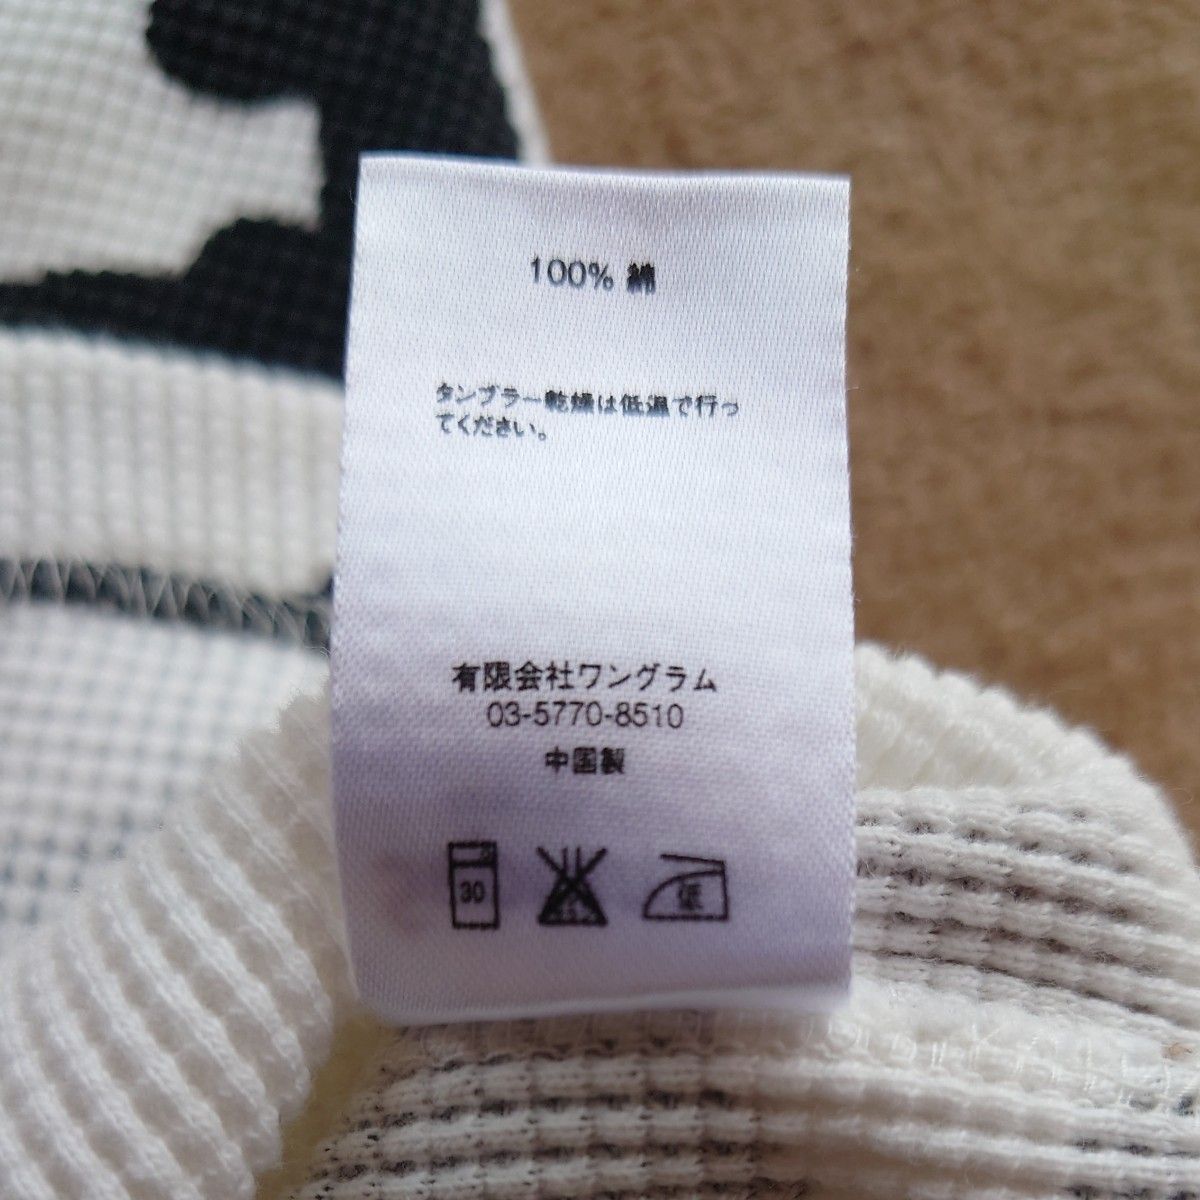 100% 綿
タンブラー乾燥は低温で行っ
てください。
有限会社ワングラム
03-5770-8510
中国製
30
低